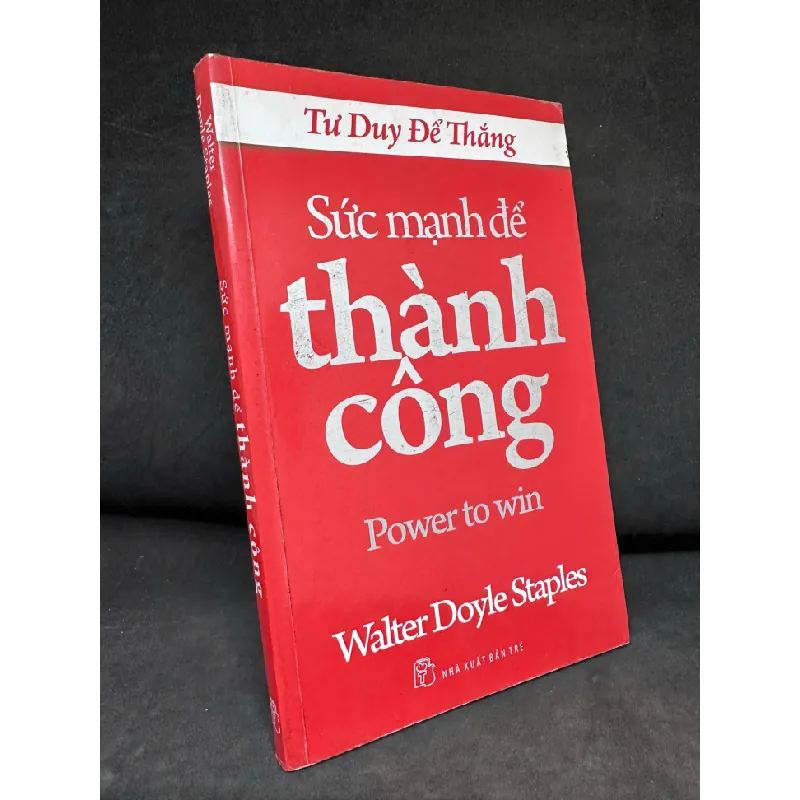 Tư Duy Để Thắng
Sức mạnh để
thành
công
Power to win
Walter Doyle Staples
NHÀ XUẤT BẢN TRẺ
Walter
Doyle Staples
Sức mạnh để thành công